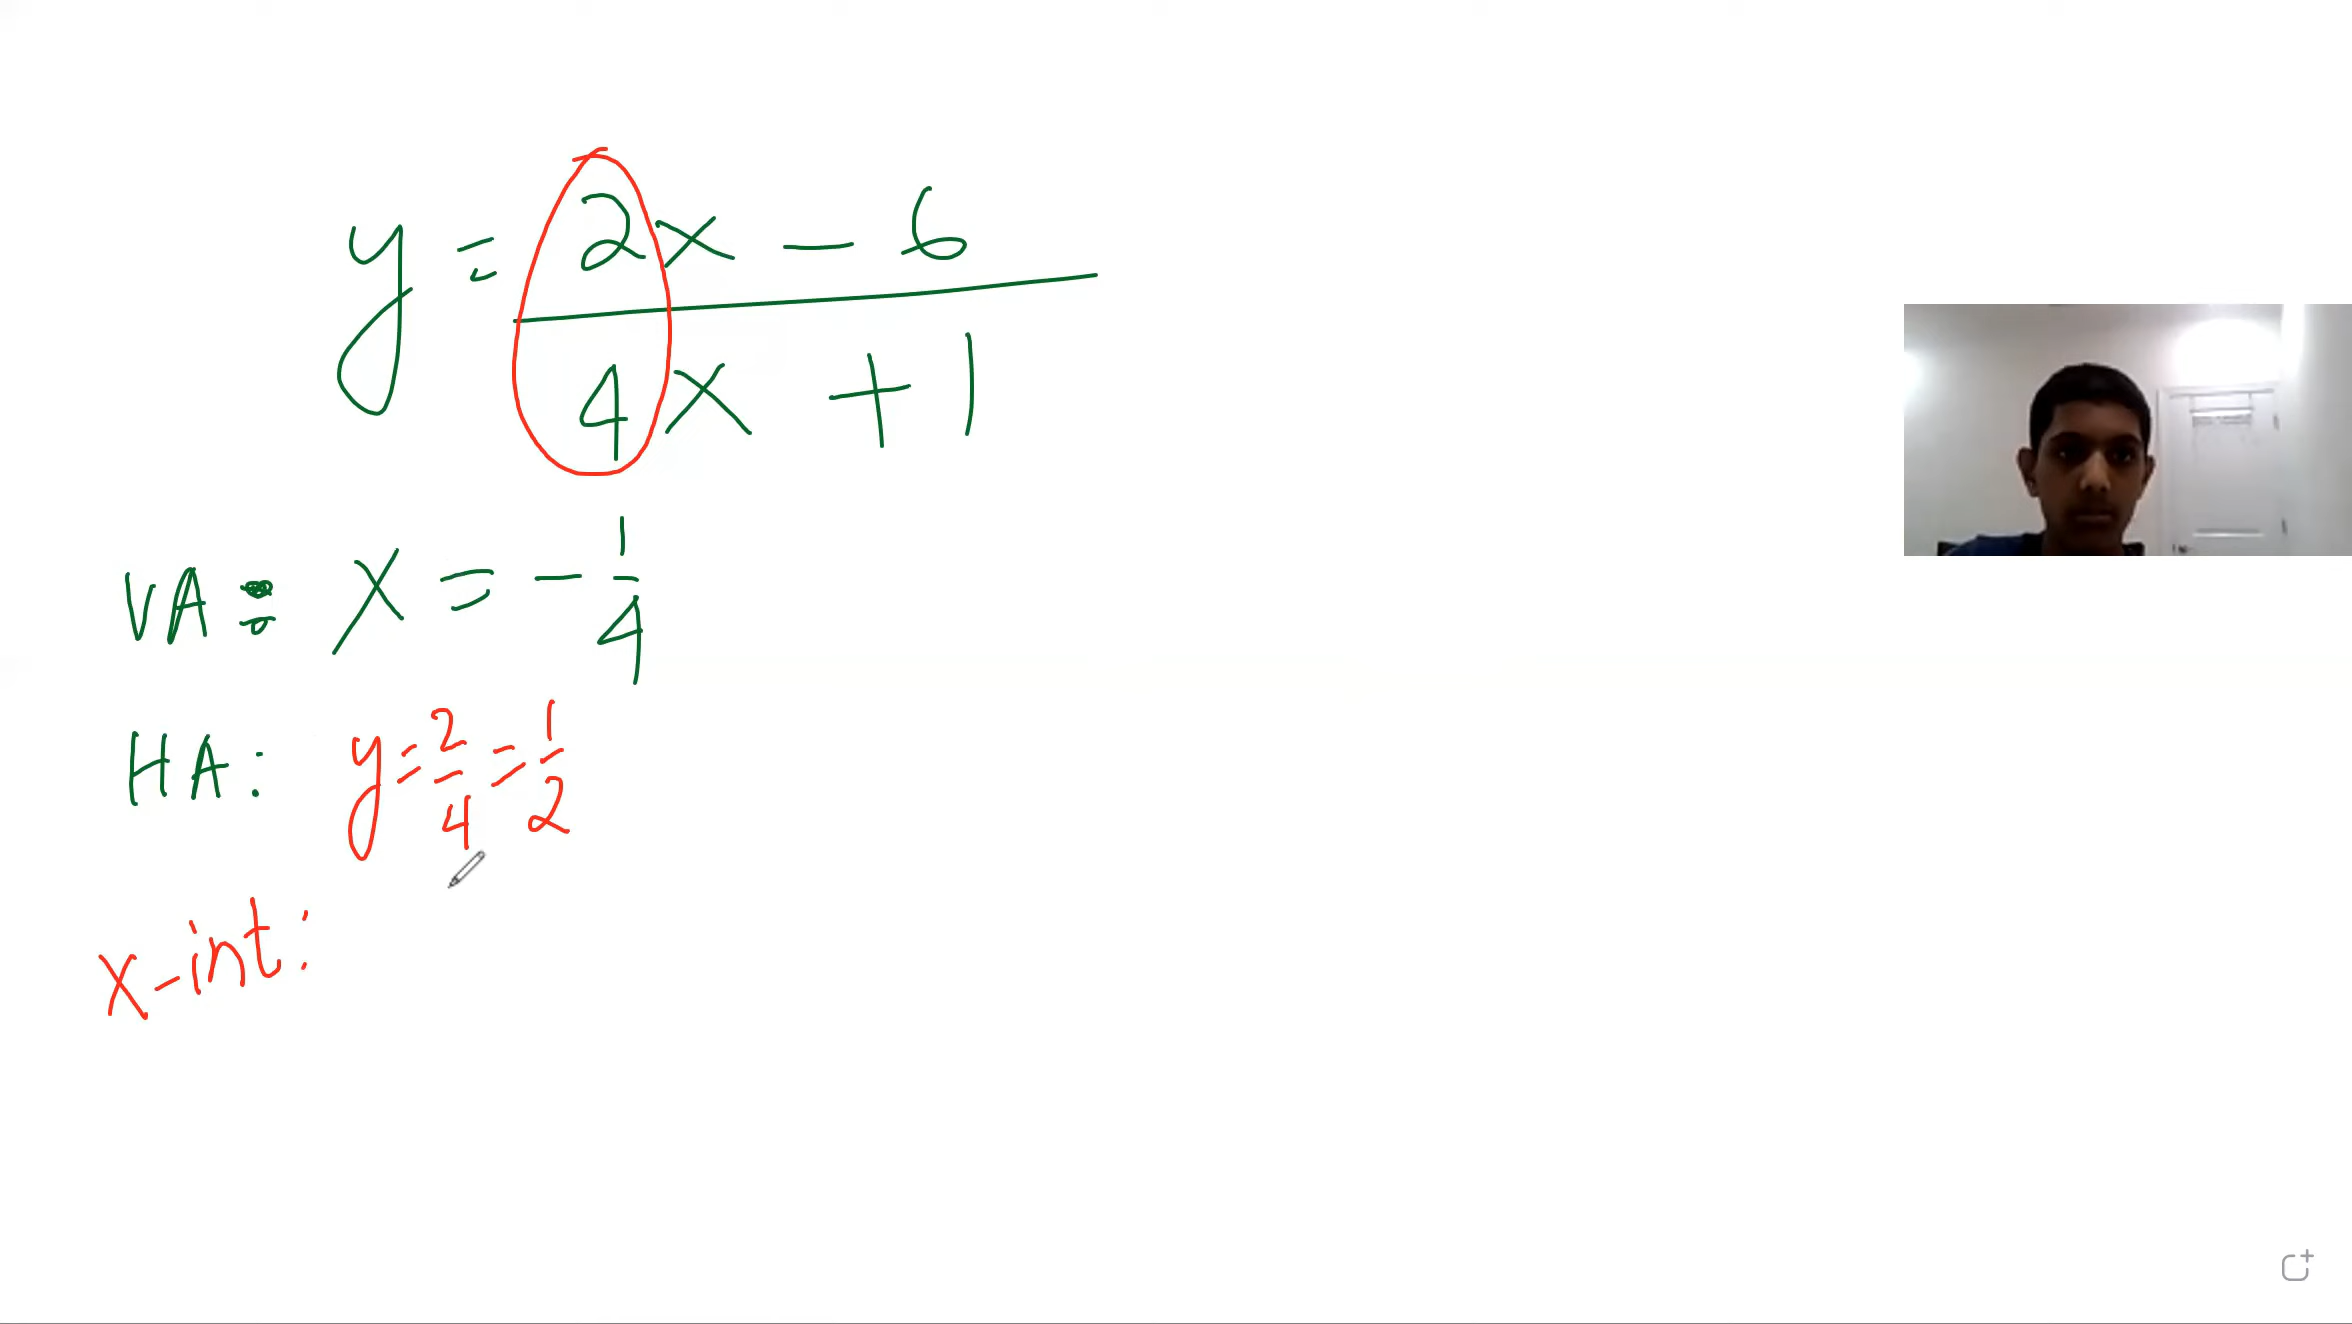 y = 2x - 6
4x + 1
VA: x = - 1/4
HA: y = 2/4 = 1/2
x-int: